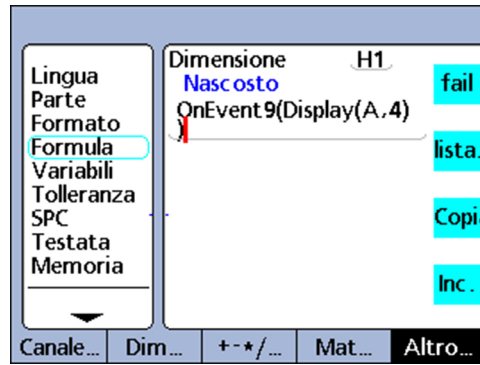 Lingua
Parte
Formato
Formula
Variabili
Tolleranza
SPC
Testata
Memoria
Dimensione H1
Nascosto
OnEvent9(Display(A,4)
)
fail
lista.
Copi
Inc.
Canale... Dim... +-*/... Mat... Altro...